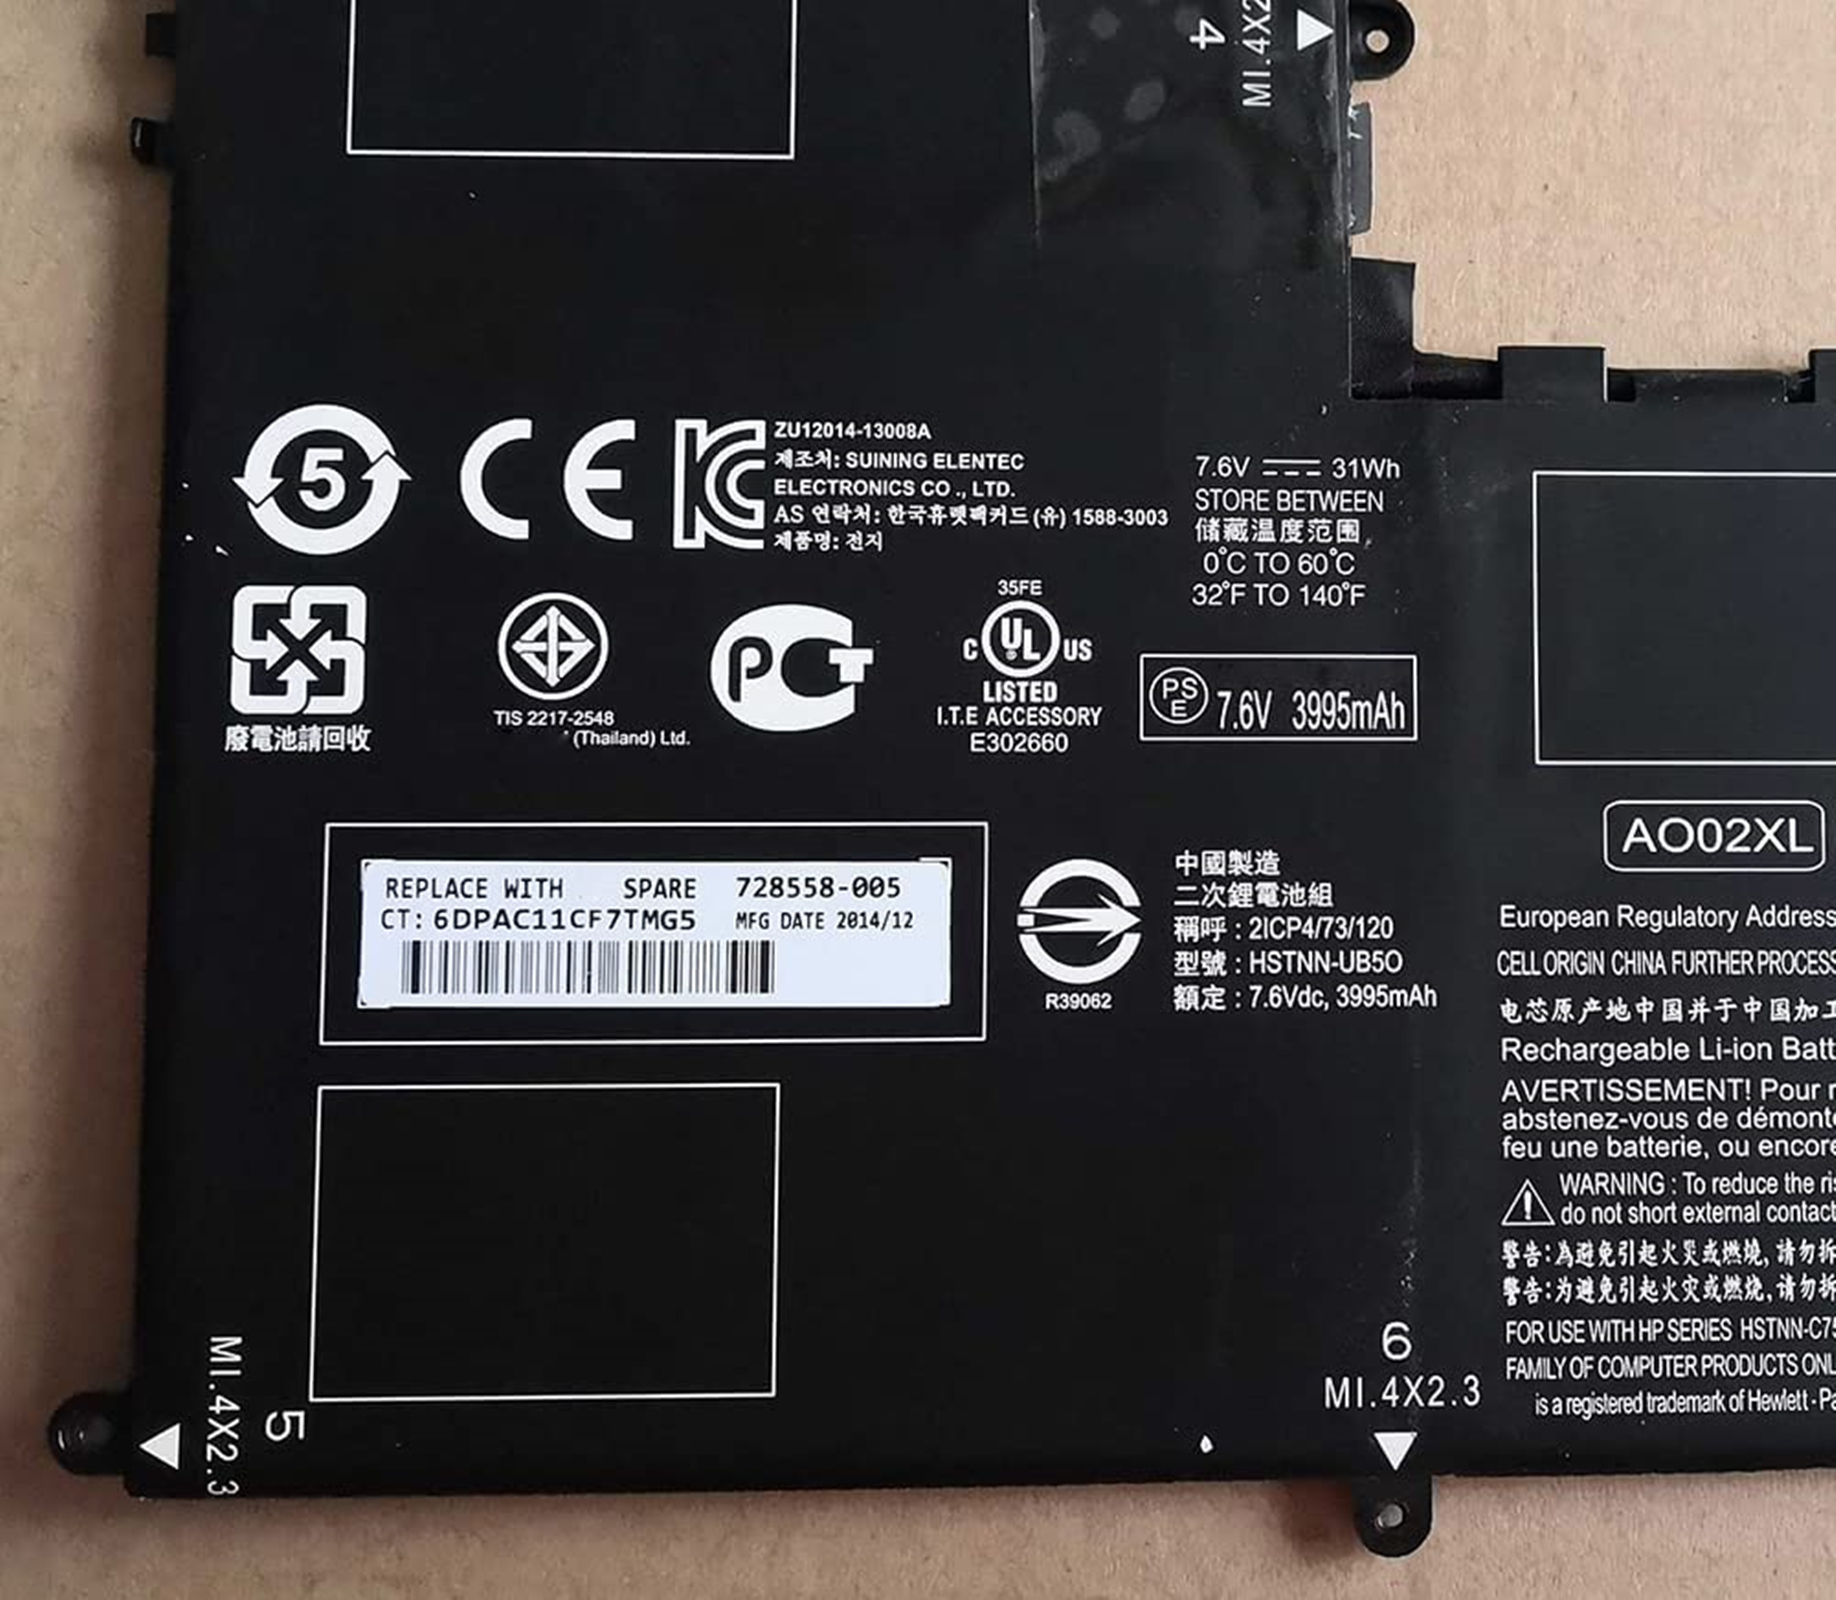 4
MI.4X2
5
CE
ZU12014-13008A
제조처: SUINING ELENTEC
ELECTRONICS CO ., LTD.
AS 연락처: 한국휴렛팩커드 (유) 1588-3003
제품명: 전지
7.6V 31Wh
STORE BETWEEN
储藏温度范围
0°C TO 60°C
32°F TO 140°F
廢電池請回收
TIS 2217-2548
(Thailand) Ltd.
PCT
35FE
C UL US
LISTED
I.T.E ACCESSORY
E302660
PSE 7.6V 3995mAh
REPLACE WITH SPARE 728558-005
CT: 6DPAC11CF7TMG5 MFG DATE 2014/12
R39062
中國製造
二次鋰電池組
稱呼 : 2ICP4/73/120
型號 : HSTNN-UB5O
額定 : 7.6Vdc, 3995mAh
AO02XL
European Regulatory Address
CELL ORIGIN CHINA FURTHER PROCESS
电芯原产地中国并于中国加工
Rechargeable Li-ion Batt
AVERTISSEMENT! Pour
abstenez-vous de démonte
feu une batterie, ou encore
WARNING : To reduce the ris
do not short external contact
警告:為避免引起火災或燃燒, 請勿拆
警告:为避免引起火灾或燃烧, 请勿拆
FOR USE WITH HP SERIES HSTNN-C75
FAMILY OF COMPUTER PRODUCTS ONL
is a registered trademark of Hewlett - Pa
MI.4X2.3
5
6
MI.4X2.3